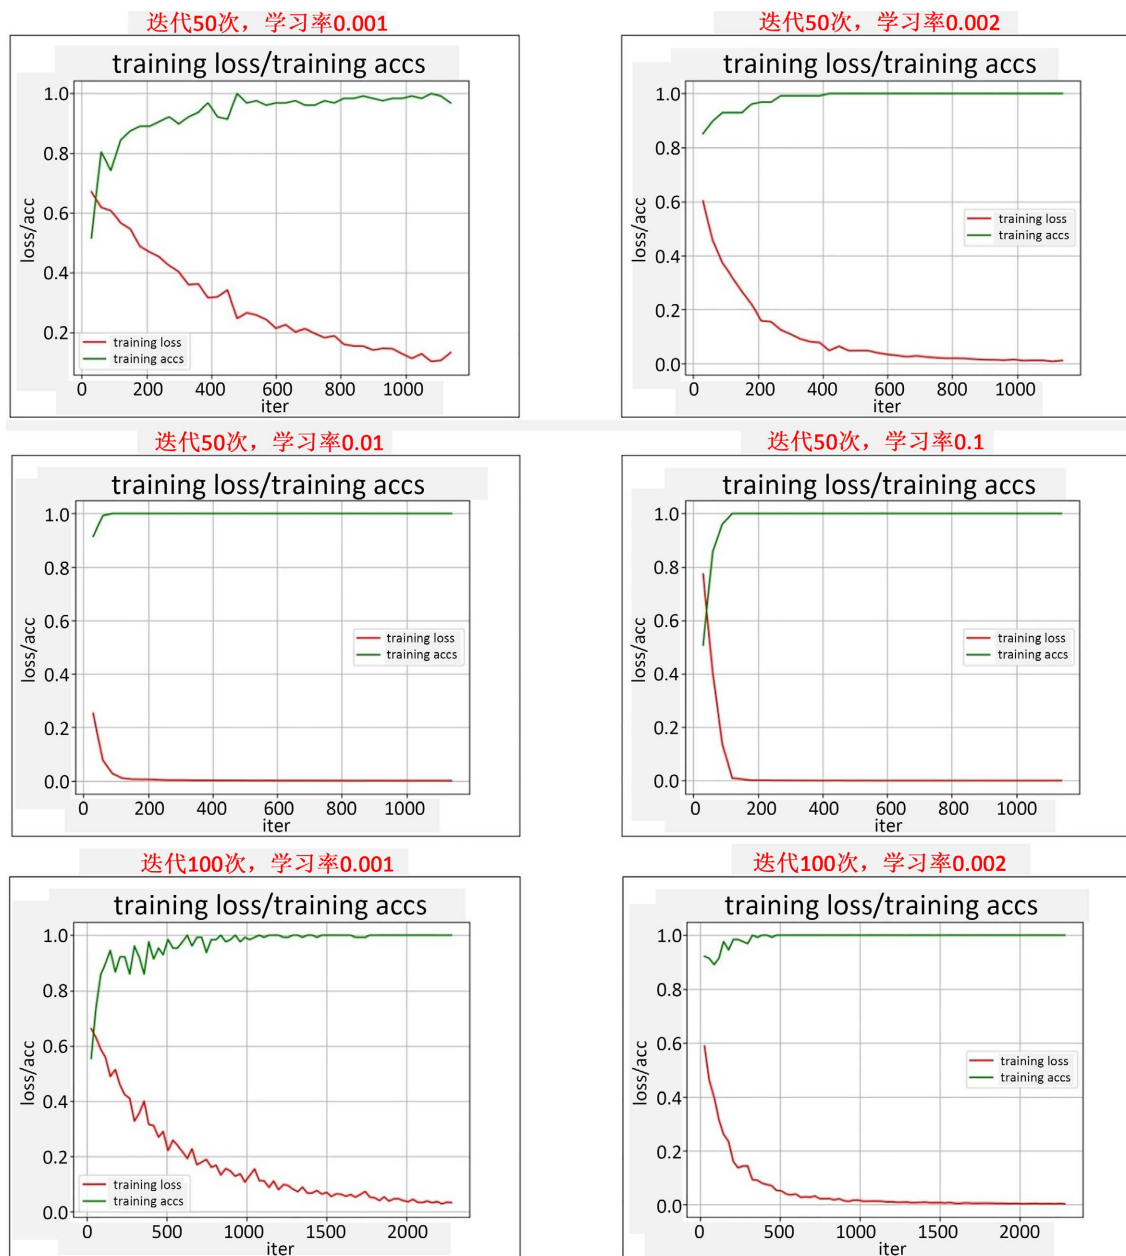 迭代50次，学习率0.001
training loss/training accs
1.0
0.8
0.6
0.4
0.2
loss/acc
training loss
training accs
0 200 400 600 800 1000
iter
迭代50次，学习率0.002
training loss/training accs
1.0
0.8
0.6
0.4
0.2
0.0
loss/acc
training loss
training accs
0 200 400 600 800 1000
iter
迭代50次，学习率0.01
training loss/training accs
1.0
0.8
0.6
0.4
0.2
0.0
loss/acc
training loss
training accs
0 200 400 600 800 1000
iter
迭代50次，学习率0.1
training loss/training accs
1.0
0.8
0.6
0.4
0.2
0.0
loss/acc
training loss
training accs
0 200 400 600 800 1000
iter
迭代100次，学习率0.001
training loss/training accs
1.0
0.8
0.6
0.4
0.2
0.0
loss/acc
training loss
training accs
0 500 1000 1500 2000
iter
迭代100次，学习率0.002
training loss/training accs
1.0
0.8
0.6
0.4
0.2
0.0
loss/acc
training loss
training accs
0 500 1000 1500 2000
iter